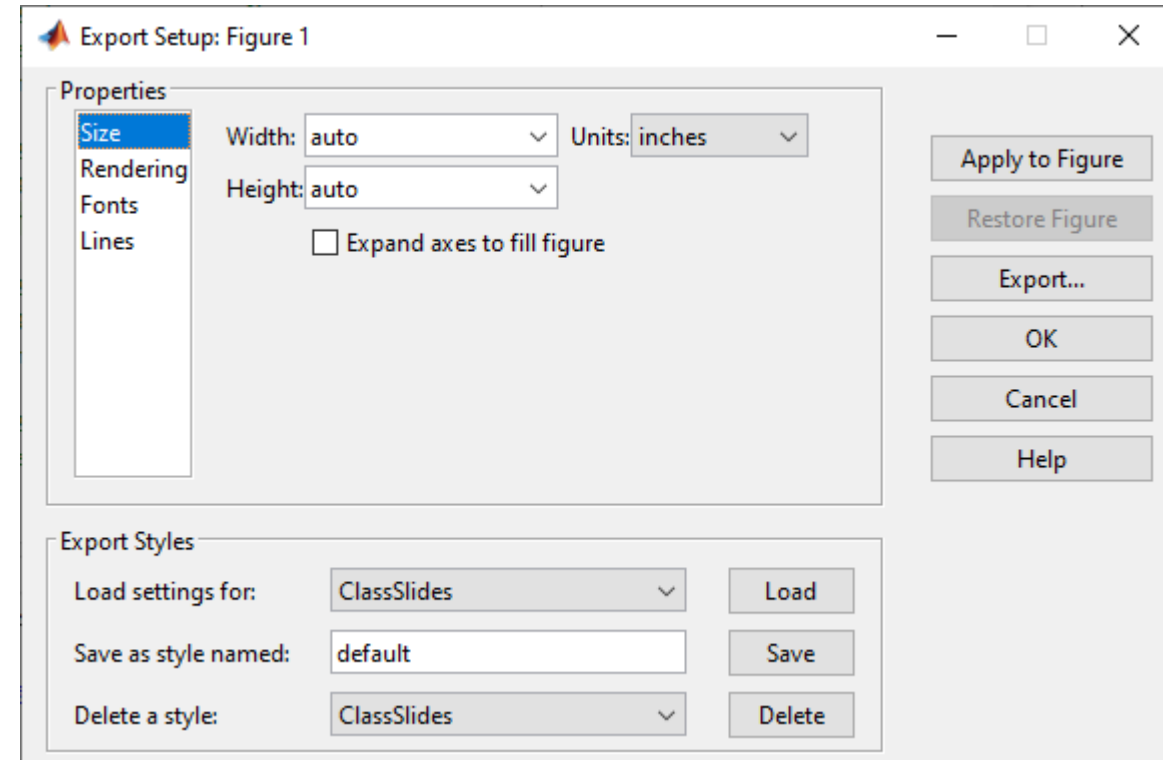 Export Setup: Figure 1
Properties
Size
Rendering
Fonts
Lines
Width: auto Units: inches
Height: auto
Expand axes to fill figure
Apply to Figure
Restore Figure
Export...
OK
Cancel
Help
Export Styles
Load settings for: ClassSlides Load
Save as style named: default Save
Delete a style: ClassSlides Delete